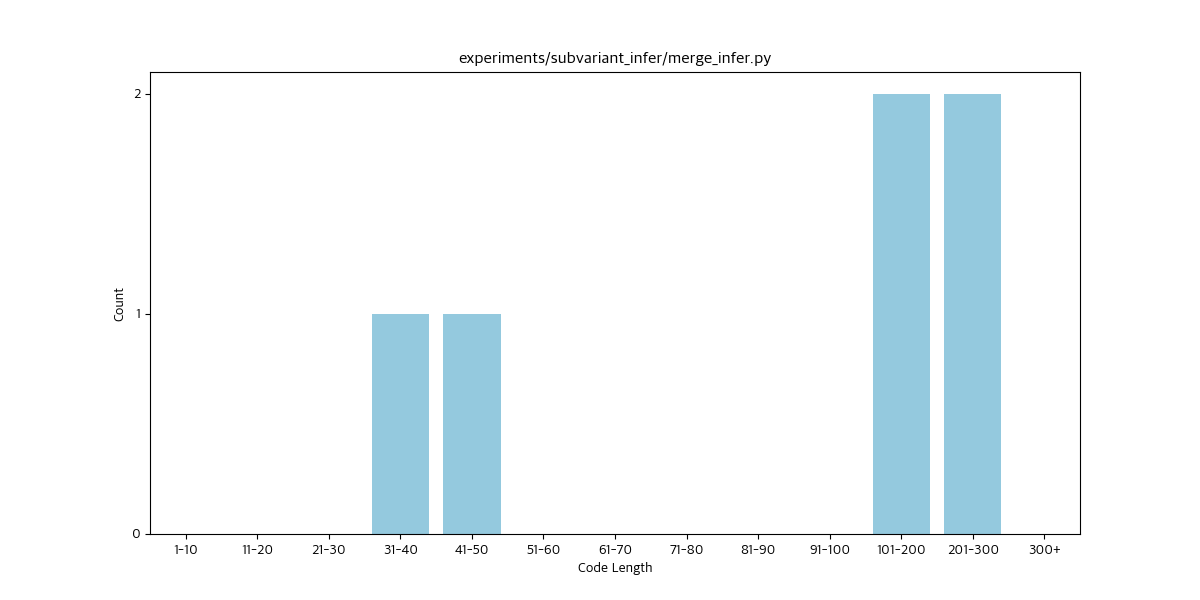 experiments/subvariant_infer/merge_infer.py
2
1
0
Count
1-10 11-20 21-30 31-40 41-50 51-60 61-70 71-80 81-90 91-100 101-200 201-300 300+
Code Length